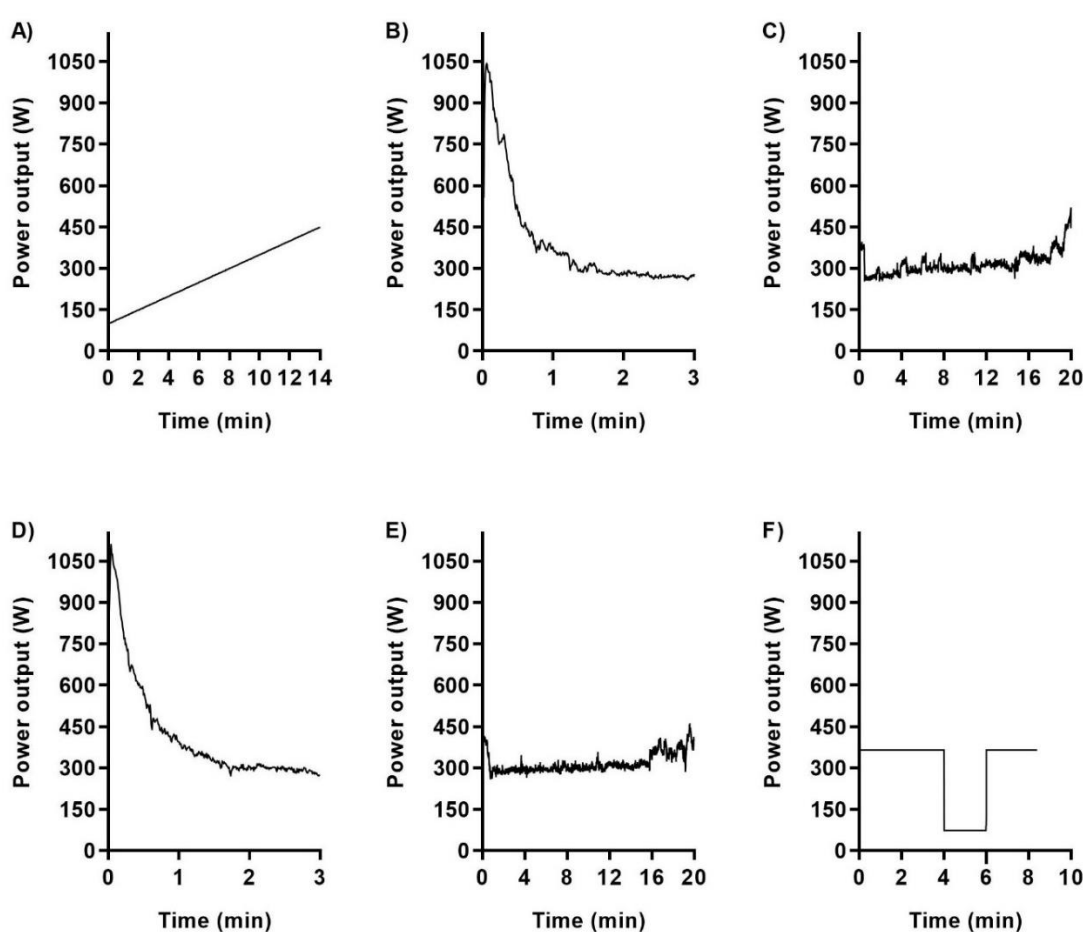 A)
Power output (W)
1050
900
750
600
450
300
150
0
0 2 4 6 8 10 12 14
Time (min)
B)
Power output (W)
1050
900
750
600
450
300
150
0
0 1 2 3
Time (min)
C)
Power output (W)
1050
900
750
600
450
300
150
0
0 4 8 12 16 20
Time (min)
D)
Power output (W)
1050
900
750
600
450
300
150
0
0 1 2 3
Time (min)
E)
Power output (W)
1050
900
750
600
450
300
150
0
0 4 8 12 16 20
Time (min)
F)
Power output (W)
1050
900
750
600
450
300
150
0
0 2 4 6 8 10
Time (min)